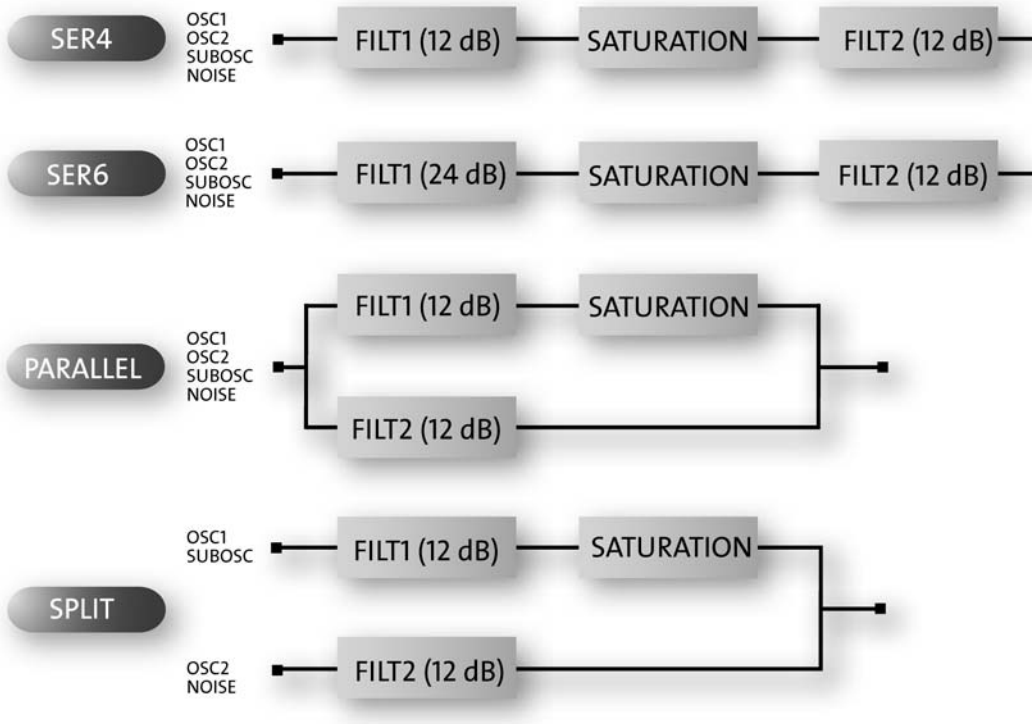 SER4
OSC1
OSC2
SUBOSC
NOISE
FILT1 (12 dB)
SATURATION
FILT2 (12 dB)
SER6
OSC1
OSC2
SUBOSC
NOISE
FILT1 (24 dB)
SATURATION
FILT2 (12 dB)
PARALLEL
OSC1
OSC2
SUBOSC
NOISE
FILT1 (12 dB)
SATURATION
FILT2 (12 dB)
SPLIT
OSC1
SUBOSC
FILT1 (12 dB)
SATURATION
OSC2
NOISE
FILT2 (12 dB)